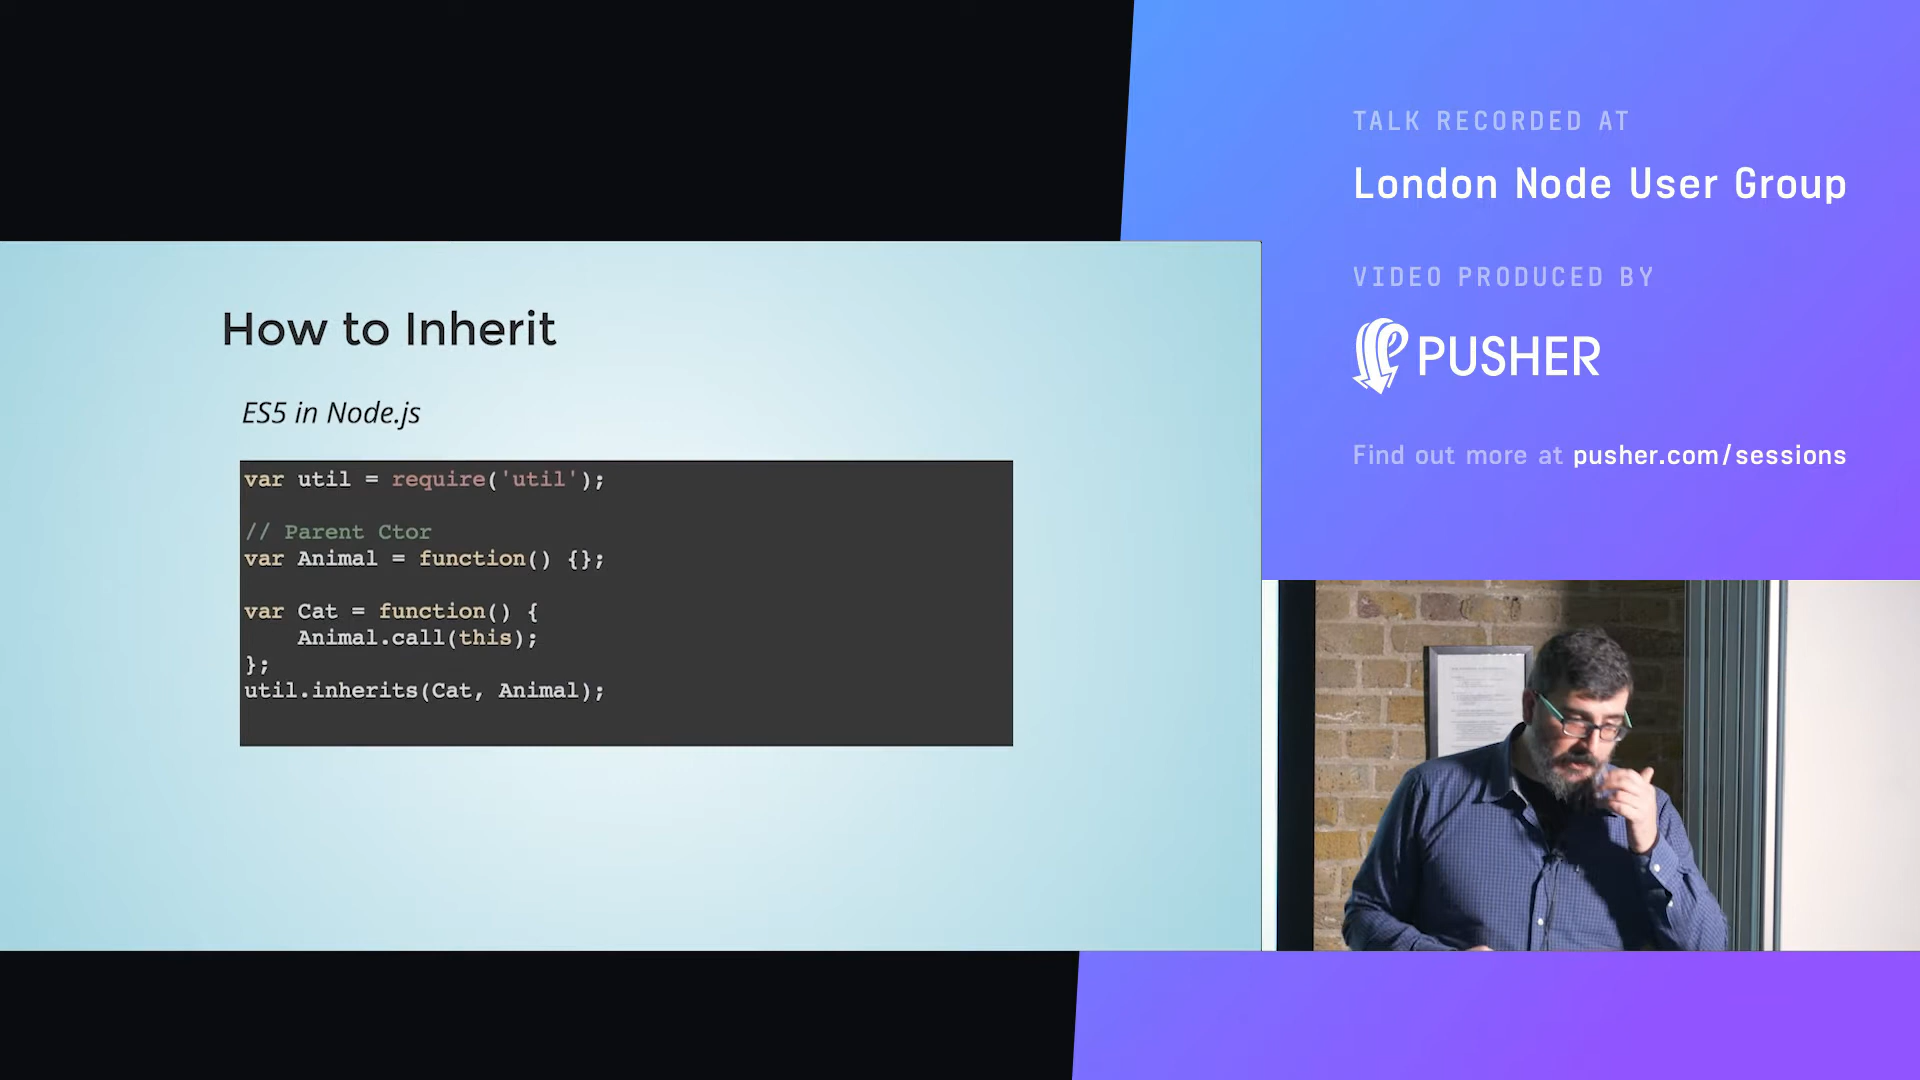 How to Inherit
ES5 in Node.js
var util = require('util');
// Parent Ctor
var Animal = function() {};
var Cat = function() {
    Animal.call(this);
};
util.inherits(Cat, Animal);
TALK RECORDED AT
London Node User Group
VIDEO PRODUCED BY
PUSHER
Find out more at pusher.com/sessions